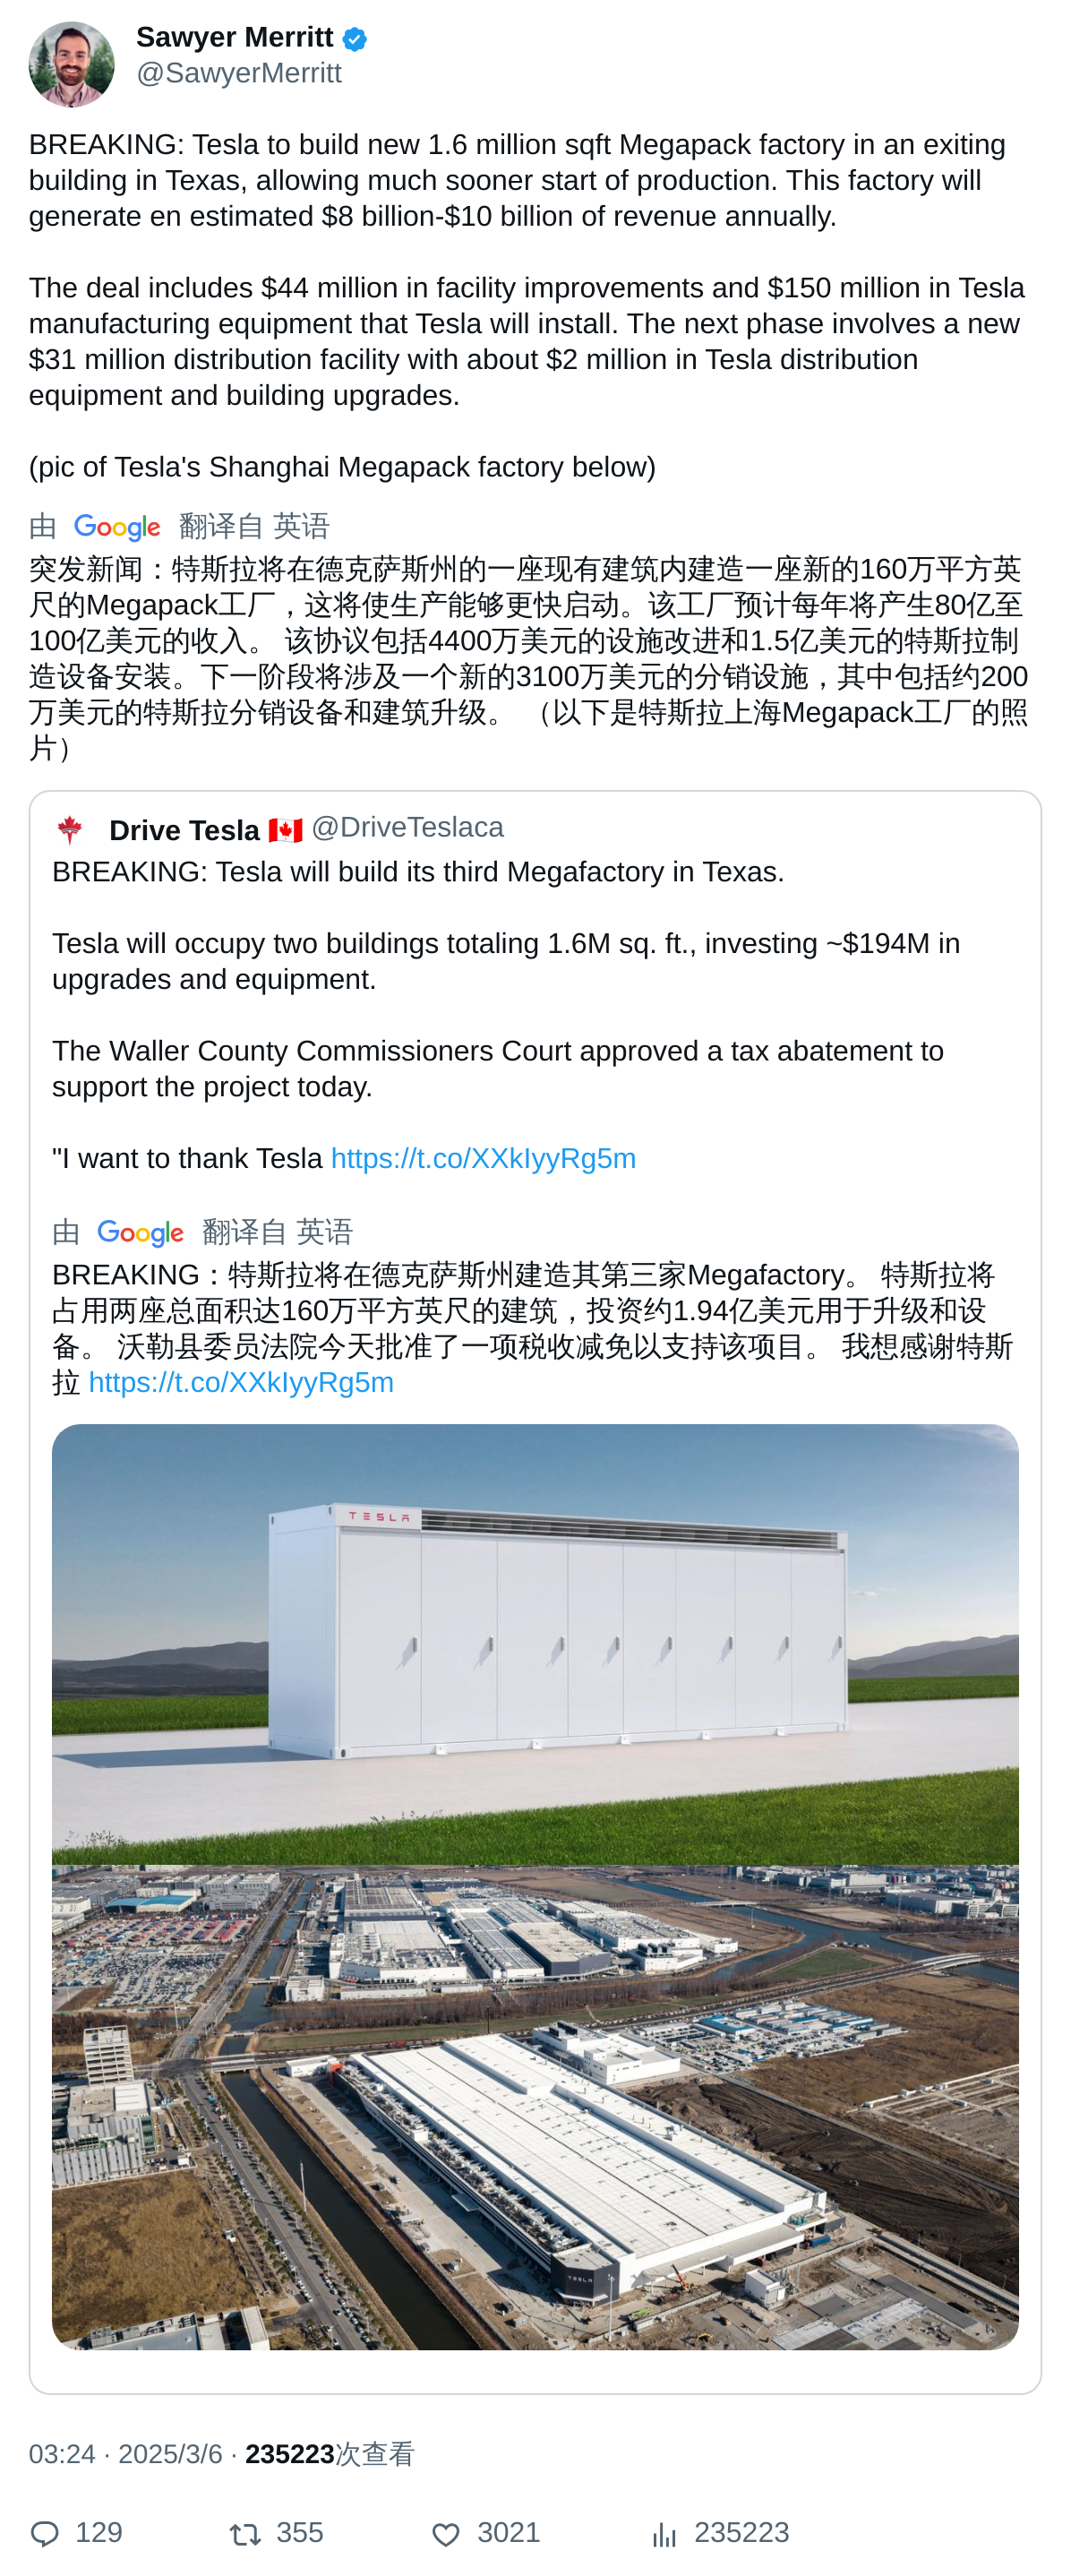 Sawyer Merritt
@SawyerMerritt
BREAKING: Tesla to build new 1.6 million sqft Megapack factory in an exiting
building in Texas, allowing much sooner start of production. This factory will
generate en estimated $8 billion-$10 billion of revenue annually.
The deal includes $44 million in facility improvements and $150 million in Tesla
manufacturing equipment that Tesla will install. The next phase involves a new
$31 million distribution facility with about $2 million in Tesla distribution
equipment and building upgrades.
(pic of Tesla's Shanghai Megapack factory below)
由 Google 翻译自 英语
突发新闻：特斯拉将在德克萨斯州的一座现有建筑内建造一座新的160万平方英
尺的Megapack工厂，这将使生产能够更快启动。该工厂预计每年将产生80亿至
100亿美元的收入。 该协议包括4400万美元的设施改进和1.5亿美元的特斯拉制
造设备安装。下一阶段将涉及一个新的3100万美元的分销设施，其中包括约200
万美元的特斯拉分销设备和建筑升级。 （以下是特斯拉上海Megapack工厂的照
片）
Drive Tesla 🇨🇦 @DriveTeslaca
BREAKING: Tesla will build its third Megafactory in Texas.
Tesla will occupy two buildings totaling 1.6M sq. ft., investing ~$194M in
upgrades and equipment.
The Waller County Commissioners Court approved a tax abatement to
support the project today.
"I want to thank Tesla https://t.co/XXkIyyRg5m
由 Google 翻译自 英语
BREAKING：特斯拉将在德克萨斯州建造其第三家Megafactory。 特斯拉将
占用两座总面积达160万平方英尺的建筑，投资约1.94亿美元用于升级和设
备。 沃勒县委员法院今天批准了一项税收减免以支持该项目。 我想感谢特斯
拉 https://t.co/XXkIyyRg5m
TESLA
TESLA
03:24 · 2025/3/6 · 235223次查看
129 355 3021 235223